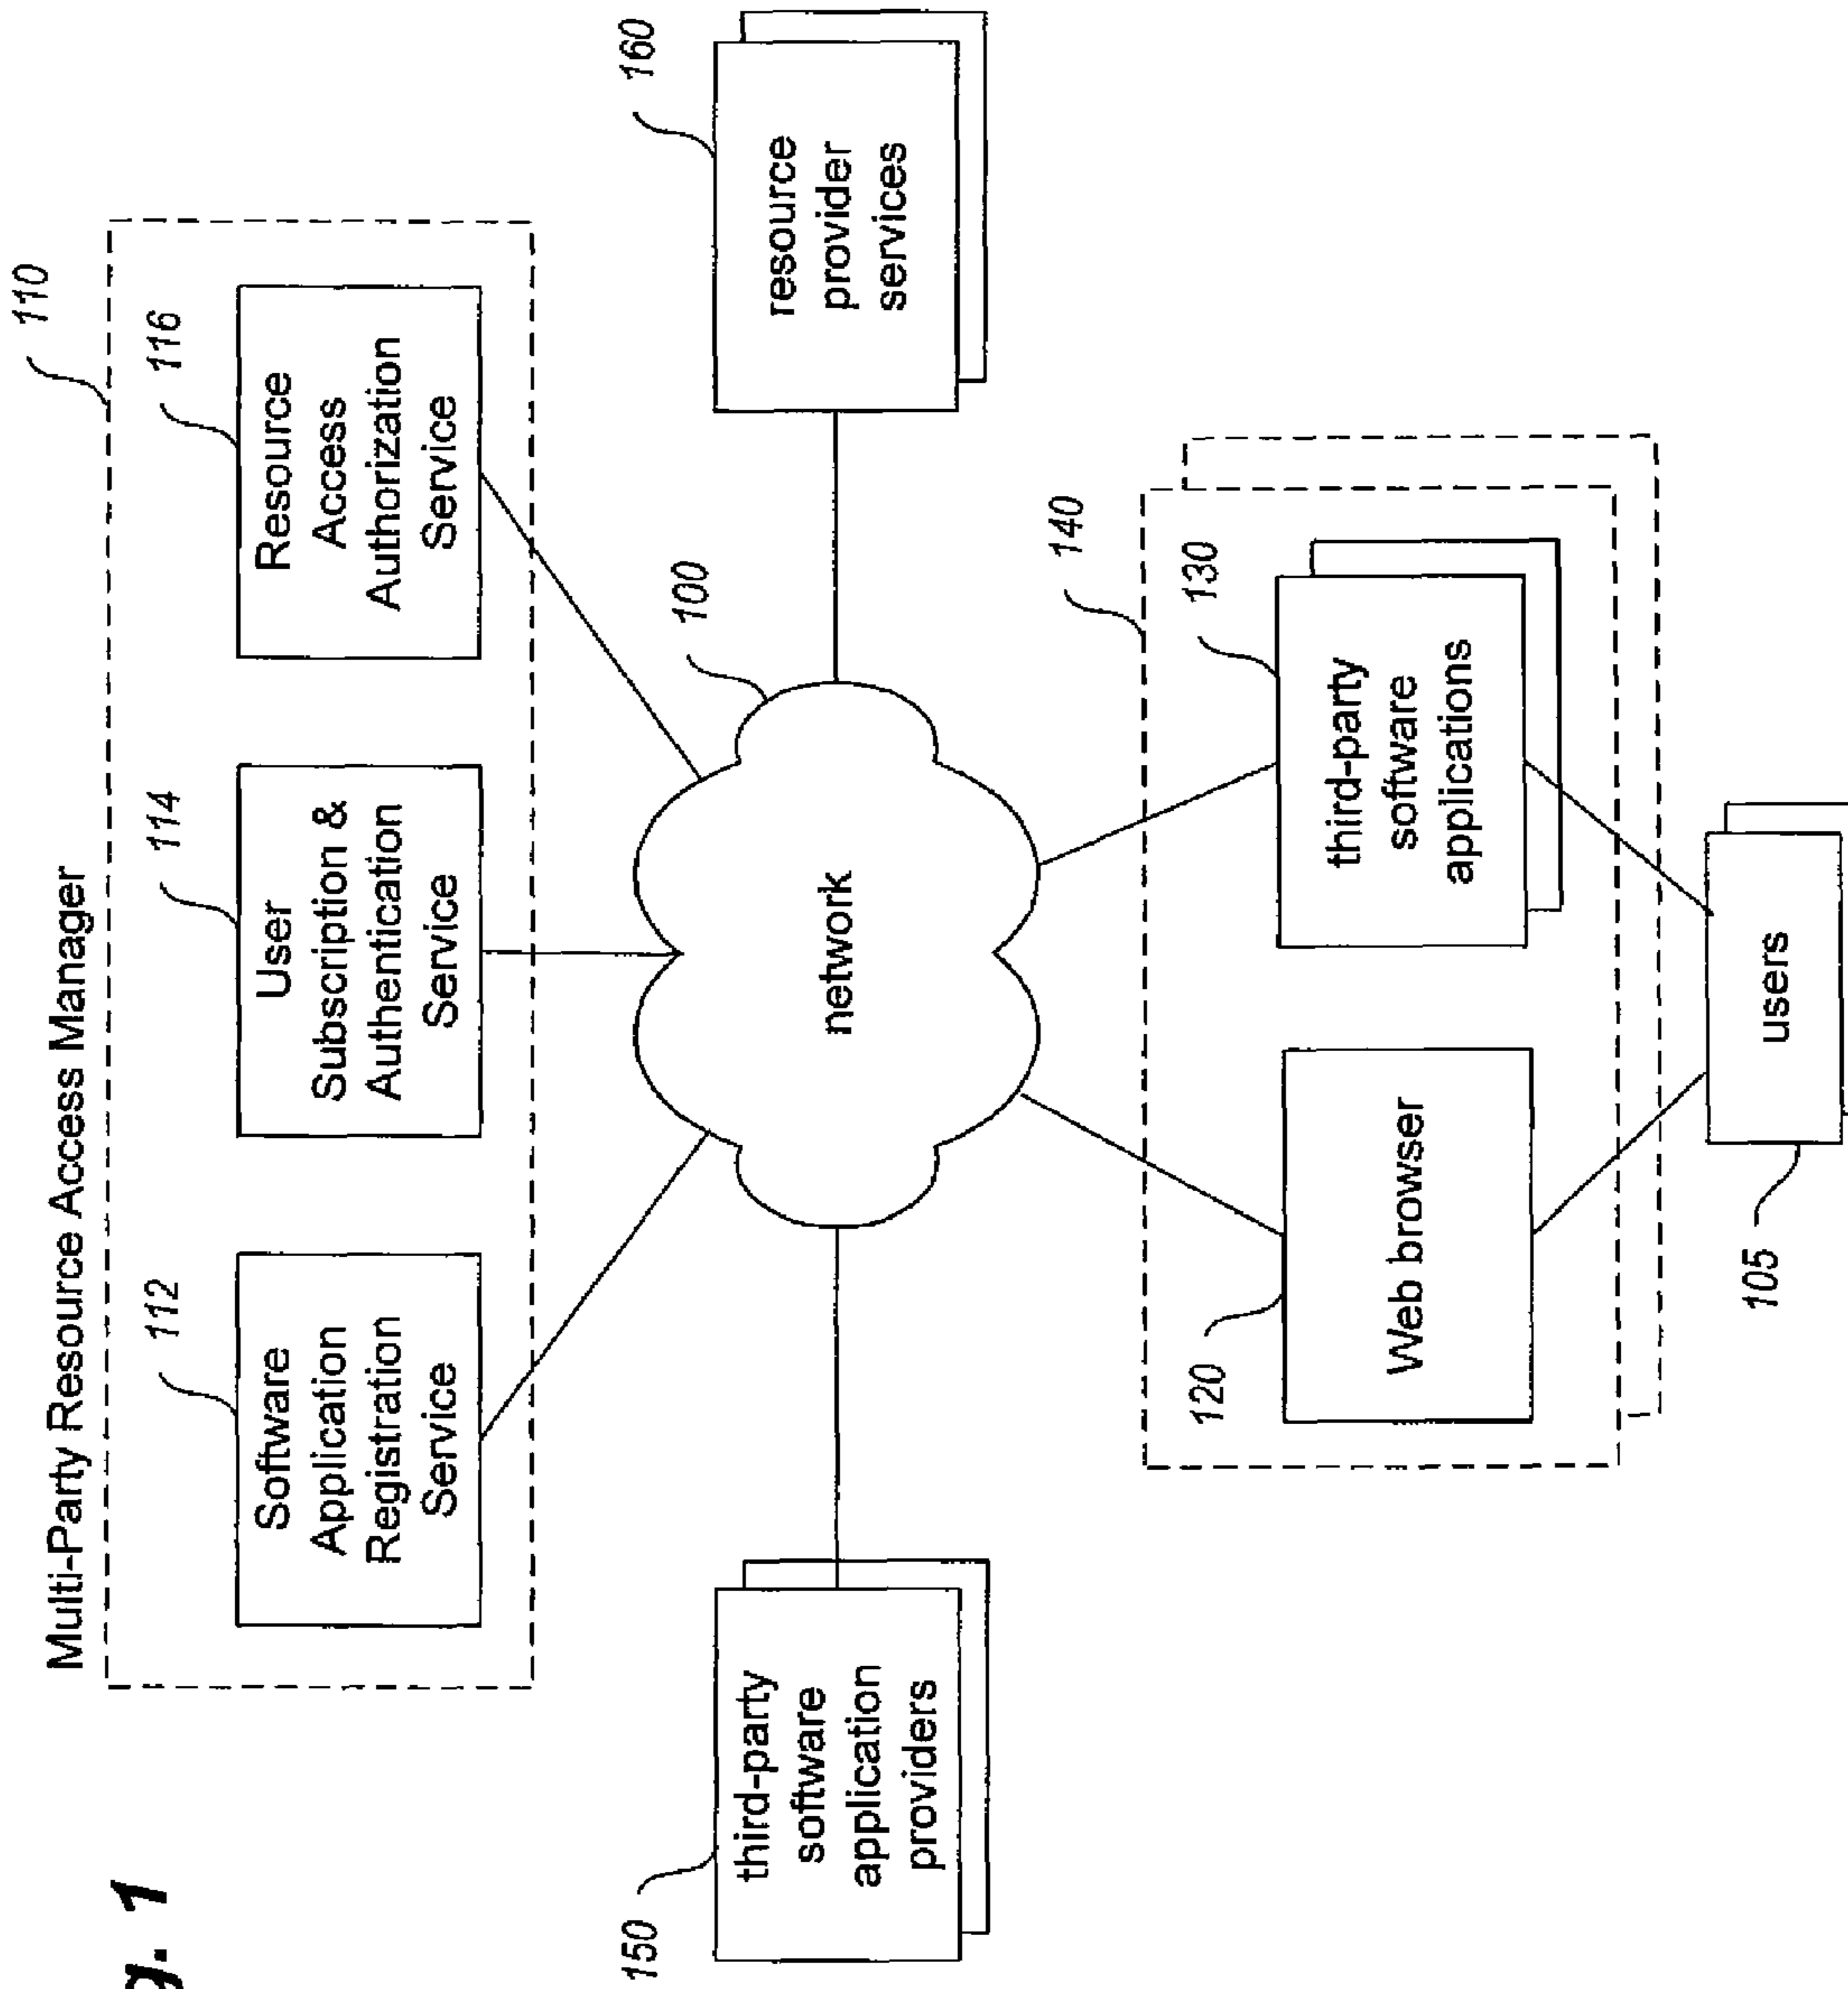 g. 1
Multi-Party Resource Access Manager
110
112
Software
Application
Registration
Service
114
User
Subscription &
Authentication
Service
116
Resource
Access
Authorization
Service
150
third-party
software
application
providers
100
network
160
resource
provider
services
140
120
Web browser
130
third-party
software
applications
105
users